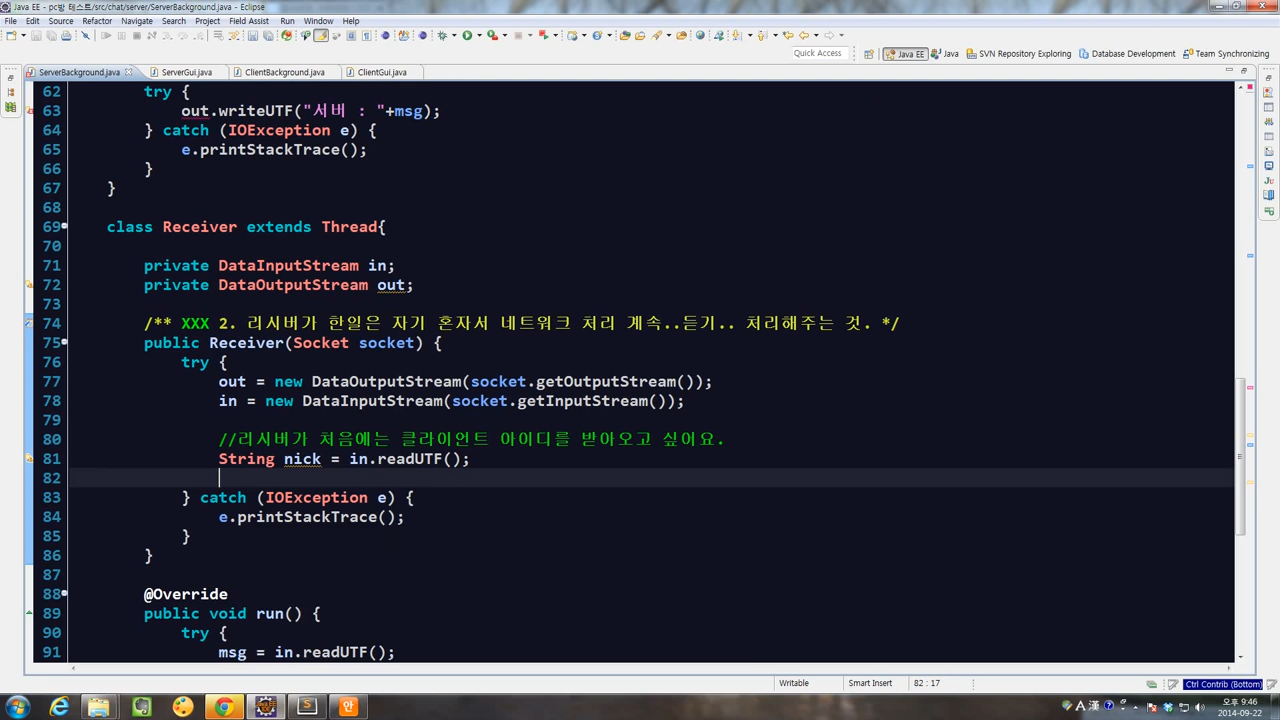 Java EE - pc방 테스트/src/chat/server/ServerBackground.java - Eclipse
File Edit Source Refactor Navigate Search Project Field Assist Run Window Help
Quick Access Java EE Java SVN Repository Exploring Database Development Team Synchronizing
ServerBackground.java ServerGui.java ClientBackground.java ClientGui.java
62 try {
63 out.writeUTF("서버 : "+msg);
64 } catch (IOException e) {
65 e.printStackTrace();
66 }
67 }
68
69 class Receiver extends Thread{
70
71 private DataInputStream in;
72 private DataOutputStream out;
73
74 /** XXX 2. 리시버가 한일은 자기 혼자서 네트워크 처리 계속..듣기.. 처리해주는 것. */
75 public Receiver(Socket socket) {
76 try {
77 out = new DataOutputStream(socket.getOutputStream());
78 in = new DataInputStream(socket.getInputStream());
79
80 //리시버가 처음에는 클라이언트 아이디를 받아오고 싶어요.
81 String nick = in.readUTF();
82
83 } catch (IOException e) {
84 e.printStackTrace();
85 }
86 }
87
88 @Override
89 public void run() {
90 try {
91 msg = in.readUTF();
Writable Smart Insert 82 : 17 Ctrl Contrib (Bottom)
안 A 漢 오후 9:46
2014-09-22